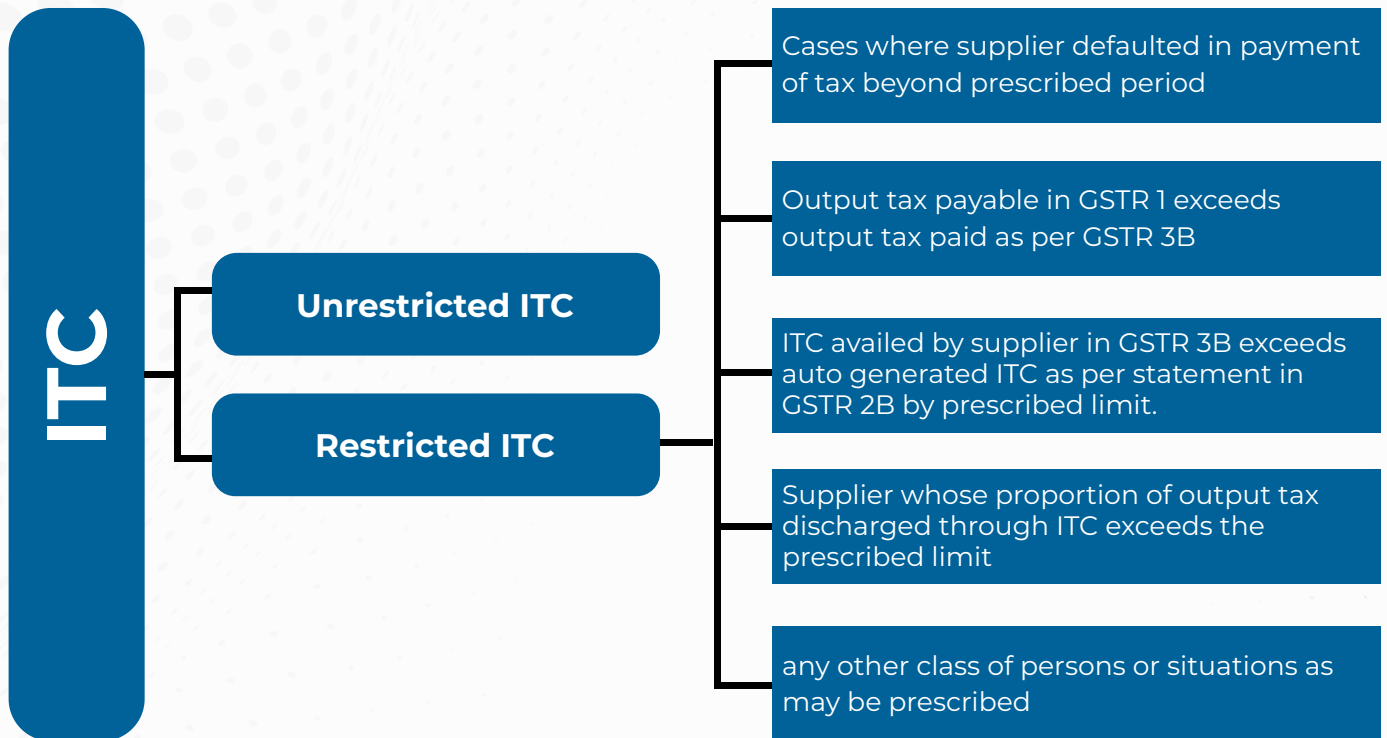 ITC
Unrestricted ITC
Restricted ITC
Cases where supplier defaulted in payment
of tax beyond prescribed period
Output tax payable in GSTR 1 exceeds
output tax paid as per GSTR 3B
ITC availed by supplier in GSTR 3B exceeds
auto generated ITC as per statement in
GSTR 2B by prescribed limit.
Supplier whose proportion of output tax
discharged through ITC exceeds the
prescribed limit
any other class of persons or situations as
may be prescribed